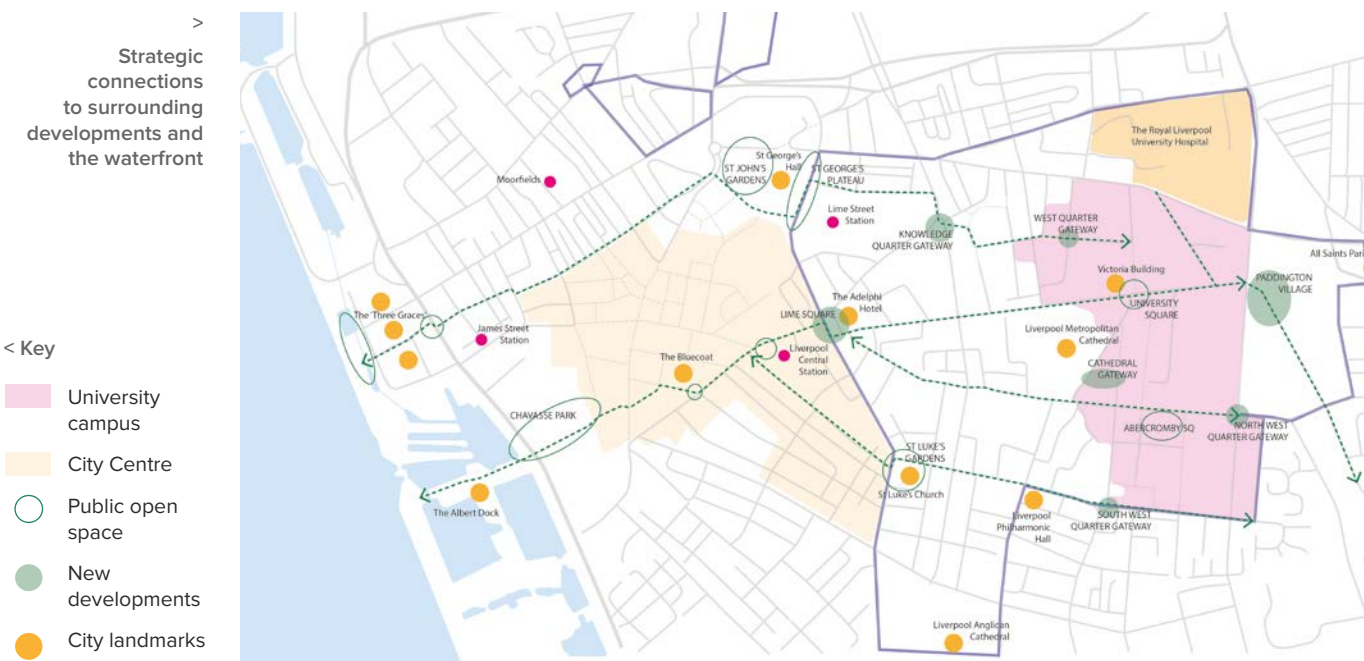 >
Strategic
connections
to surrounding
developments and
the waterfront
< Key
University
campus
City Centre
Public open
space
New
developments
City landmarks
The Royal Liverpool
University Hospital
St George's
Hall
ST JOHN'S
GARDENS
ST GEORGE'S
PLATEAU
Moorfields
Lime Street
Station
KNOWLEDGE
QUARTER GATEWAY
WEST QUARTER
GATEWAY
All Saints Par
Victoria Building
PADDINGTON
VILLAGE
The 'Three Graces'
James Street
Station
LIME SQUARE
The Adelphi
Hotel
UNIVERSITY
SQUARE
Liverpool Metropolitan
Cathedral
The Bluecoat
Liverpool
Central
Station
CATHEDRAL
GATEWAY
CHAVASSE PARK
ABERCROMBY SQ
NORTH WEST
QUARTER GATEWAY
ST LUKE'S
GARDENS
St Luke's Church
The Albert Dock
Liverpool
Philharmonic
Hall
SOUTH WEST
QUARTER GATEWAY
Liverpool Anglican
Cathedral